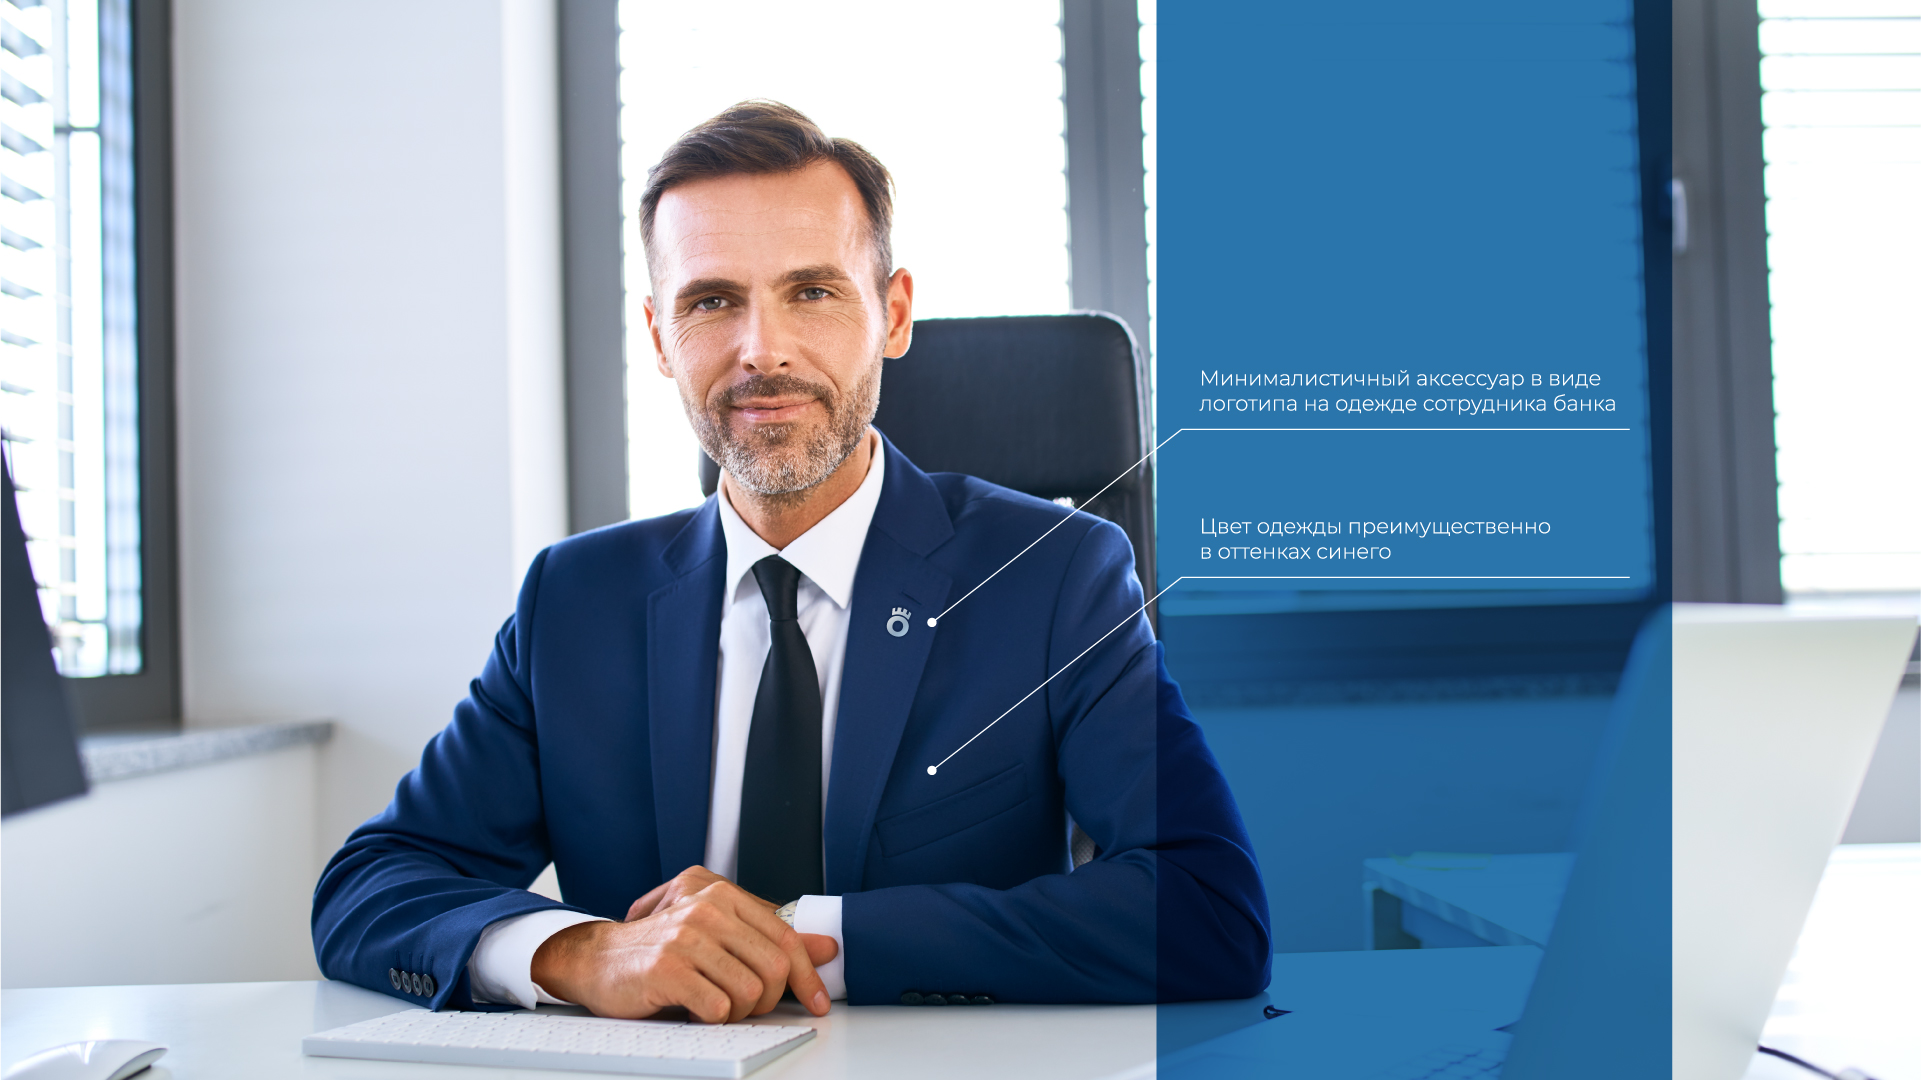 Минималистичный аксессуар в виде
логотипа на одежде сотрудника банка
Цвет одежды преимущественно
в оттенках синего